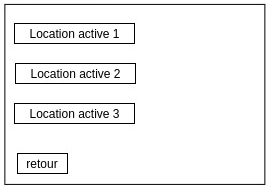 Location active 1
Location active 2
Location active 3
retour